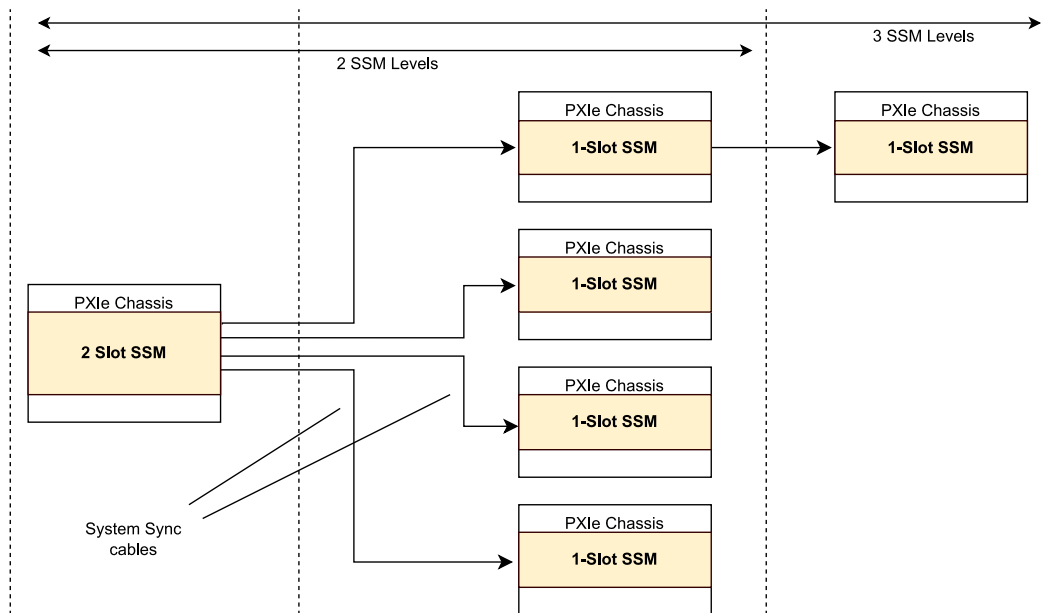 3 SSM Levels
2 SSM Levels
PXIe Chassis
1-Slot SSM
PXIe Chassis
1-Slot SSM
PXIe Chassis
1-Slot SSM
PXIe Chassis
2 Slot SSM
PXIe Chassis
1-Slot SSM
System Sync
cables
PXIe Chassis
1-Slot SSM